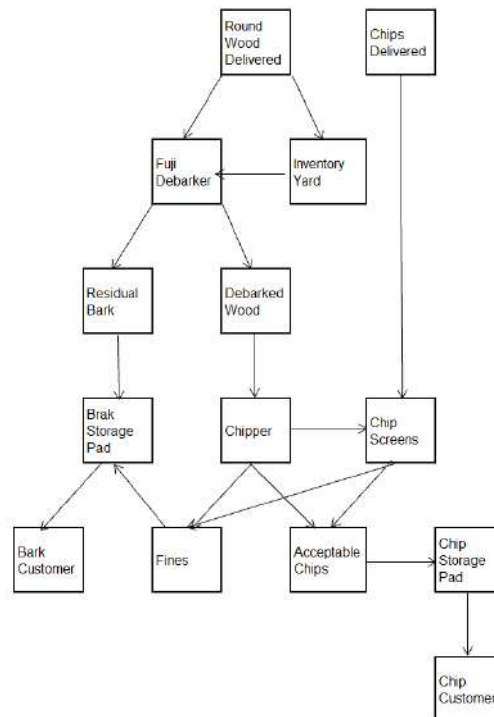 Round
Wood
Delivered
Chips
Delivered
Fuji
Debarker
Inventory
Yard
Residual
Bark
Debarked
Wood
Brak
Storage
Pad
Chipper
Chip
Screens
Bark
Customer
Fines
Acceptable
Chips
Chip
Storage
Pad
Chip
Customer